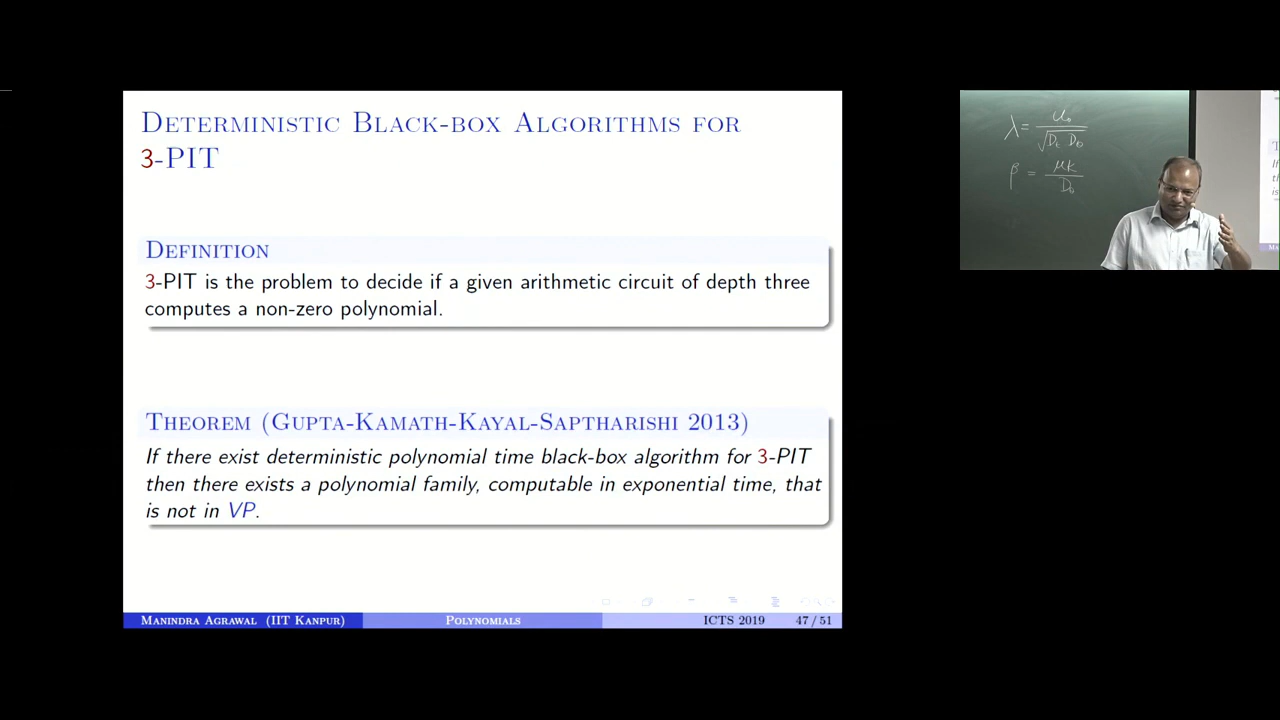 DETERMINISTIC BLACK-BOX ALGORITHMS FOR
3-PIT
DEFINITION
3-PIT is the problem to decide if a given arithmetic circuit of depth three
computes a non-zero polynomial.
THEOREM (GUPTA-KAMATH-KAYAL-SAPTHARISHI 2013)
If there exist deterministic polynomial time black-box algorithm for 3-PIT
then there exists a polynomial family, computable in exponential time, that
is not in VP.
MANINDRA AGRAWAL (IIT KANPUR) POLYNOMIALS ICTS 2019 47 / 51